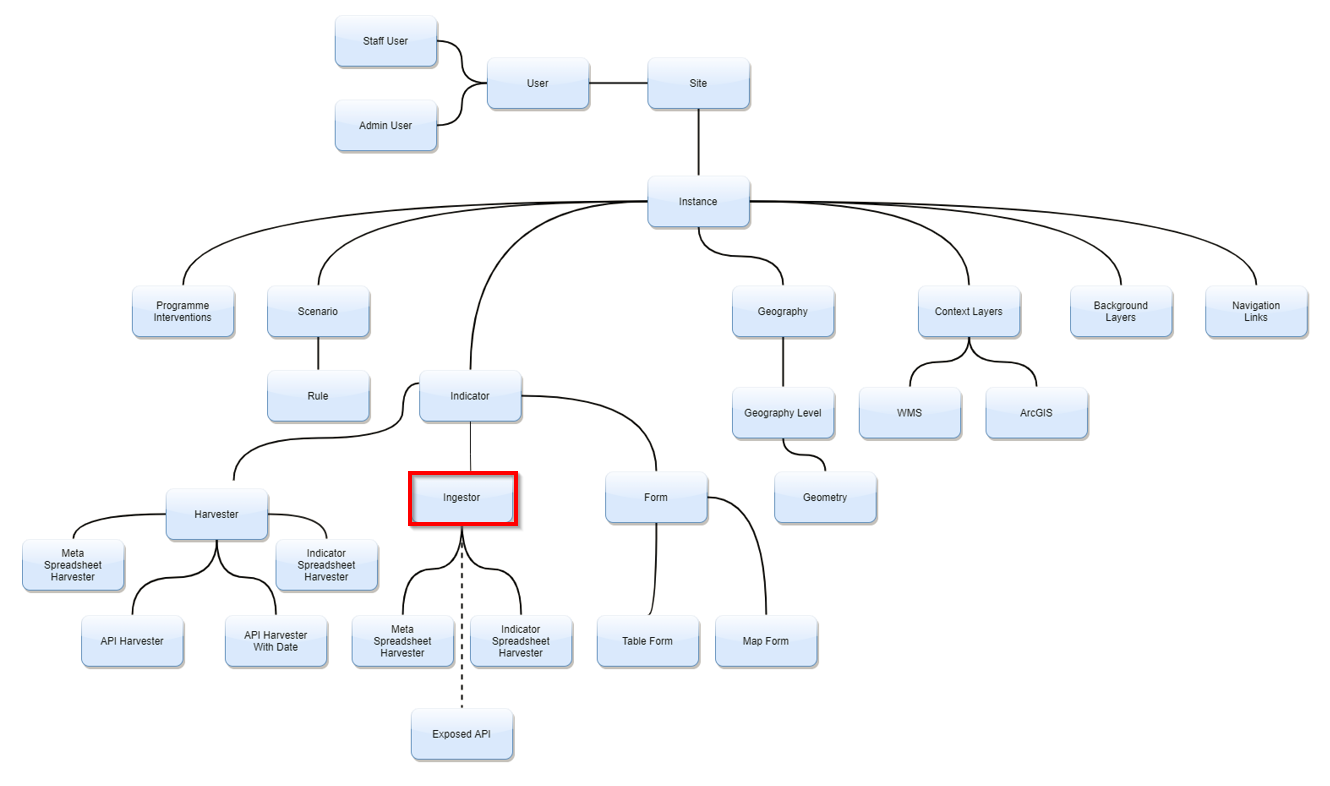 Staff User
User
Site
Admin User
Instance
Programme
Interventions
Scenario
Geography
Context Layers
Background
Layers
Navigation
Links
Rule
Indicator
Geography Level
WMS
ArcGIS
Harvester
Ingestor
Form
Geometry
Meta
Spreadsheet
Harvester
Indicator
Spreadsheet
Harvester
API Harvester
API Harvester
With Date
Meta
Spreadsheet
Harvester
Indicator
Spreadsheet
Harvester
Table Form
Map Form
Exposed API